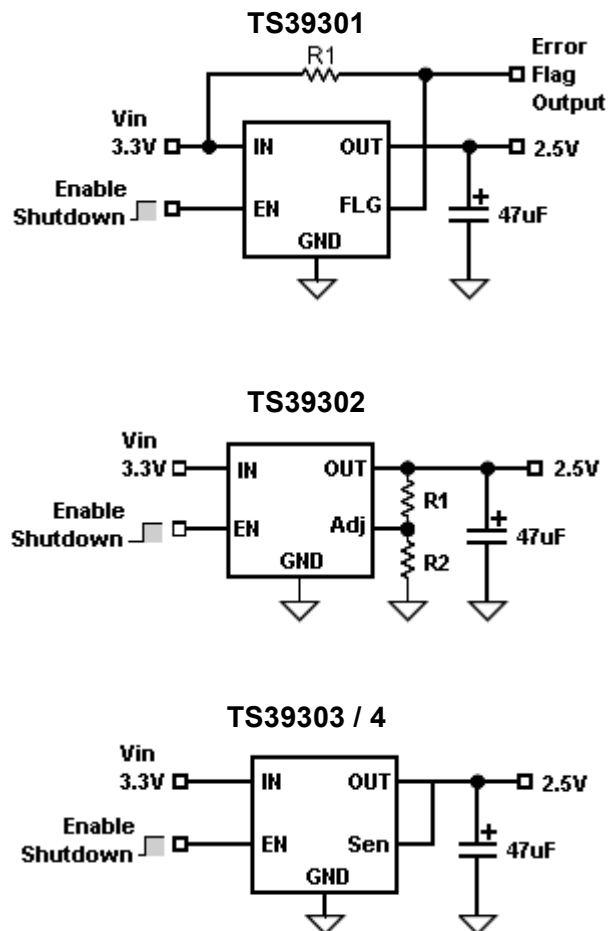 TS39301
R1
Error
Flag
Output
Vin
3.3V
IN
OUT
2.5V
Enable
Shutdown
EN
FLG
+
47uF
GND
TS39302
Vin
3.3V
IN
OUT
2.5V
R1
Enable
Shutdown
EN
Adj
+
47uF
R2
GND
TS39303 / 4
Vin
3.3V
IN
OUT
2.5V
Enable
Shutdown
EN
Sen
+
47uF
GND